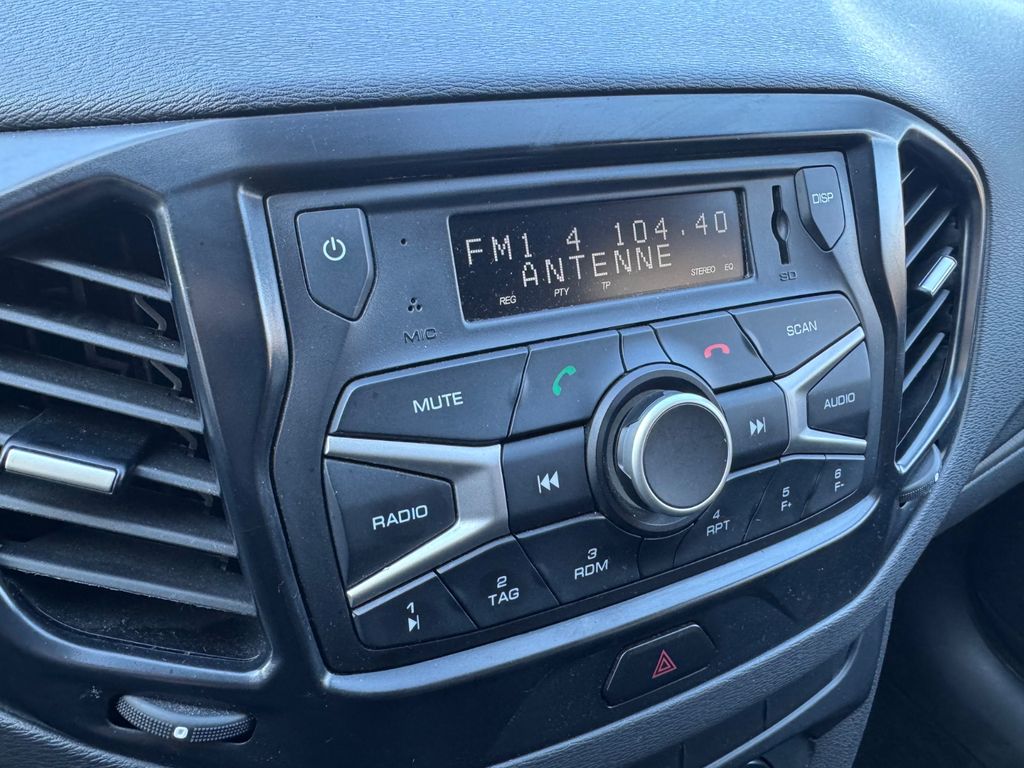 FM1 4 104.40
ANTENNE
REG PTY TP STEREO EQ
DISP
SD
MIC
MUTE
SCAN
AUDIO
RADIO
1
2
TAG
3
RDM
4
RPT
5
F+
6
F-